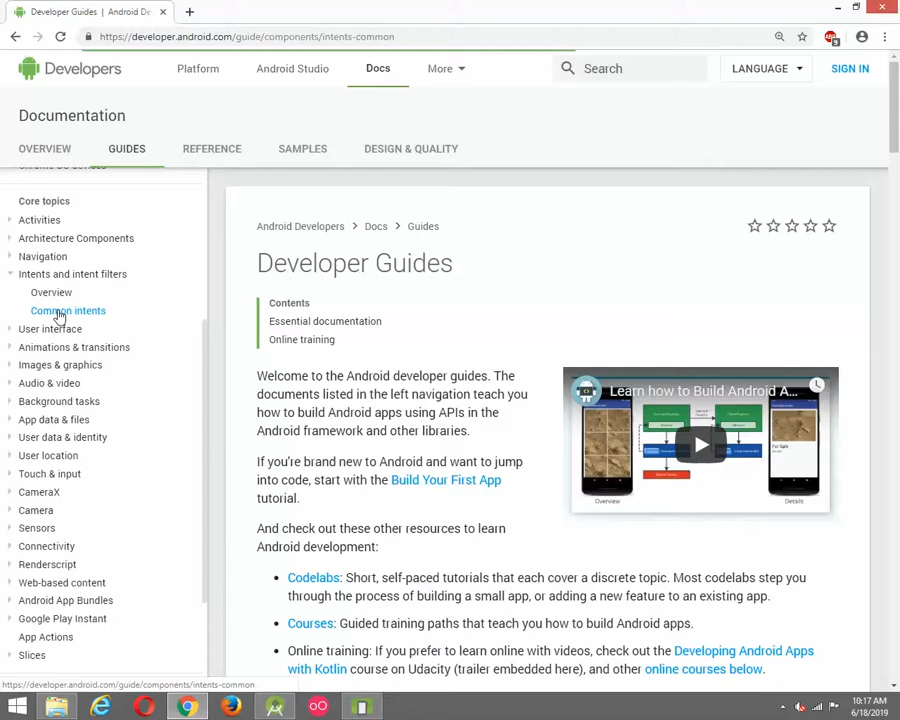 Developer Guides | Android De
https://developer.android.com/guide/components/intents-common
Developers
Platform
Android Studio
Docs
More
Search
LANGUAGE
SIGN IN
Documentation
OVERVIEW
GUIDES
REFERENCE
SAMPLES
DESIGN & QUALITY
Chrome OS devices
Core topics
Activities
Architecture Components
Navigation
Intents and intent filters
Overview
Common intents
User interface
Animations & transitions
Images & graphics
Audio & video
Background tasks
App data & files
User data & identity
User location
Touch & input
CameraX
Camera
Sensors
Connectivity
Renderscript
Web-based content
Android App Bundles
Google Play Instant
App Actions
Slices
Android Developers > Docs > Guides
Developer Guides
Contents
Essential documentation
Online training
Welcome to the Android developer guides. The
documents listed in the left navigation teach you
how to build Android apps using APIs in the
Android framework and other libraries.
If you're brand new to Android and want to jump
into code, start with the Build Your First App
tutorial.
And check out these other resources to learn
Android development:
Learn how to Build Android A...
Overview
Details
• Codelabs: Short, self-paced tutorials that each cover a discrete topic. Most codelabs step you
through the process of building a small app, or adding a new feature to an existing app.
• Courses: Guided training paths that teach you how to build Android apps.
• Online training: If you prefer to learn online with videos, check out the Developing Android Apps
with Kotlin course on Udacity (trailer embedded here), and other online courses below.
https://developer.android.com/guide/components/intents-common
10:17 AM
6/18/2019